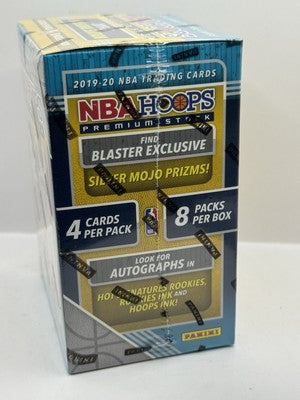 2019-20 NBA TRADING CARDS
NBA HOOPS
PREMIUM STOCK
FIND
BLASTER EXCLUSIVE
SILVER MOJO PRIZMS!
4 CARDS PER PACK
8 PACKS PER BOX
LOOK FOR
AUTOGRAPHS IN
HOT SIGNATURES ROOKIES,
ROOKIES INK AND
HOOPS INK!
PANINI